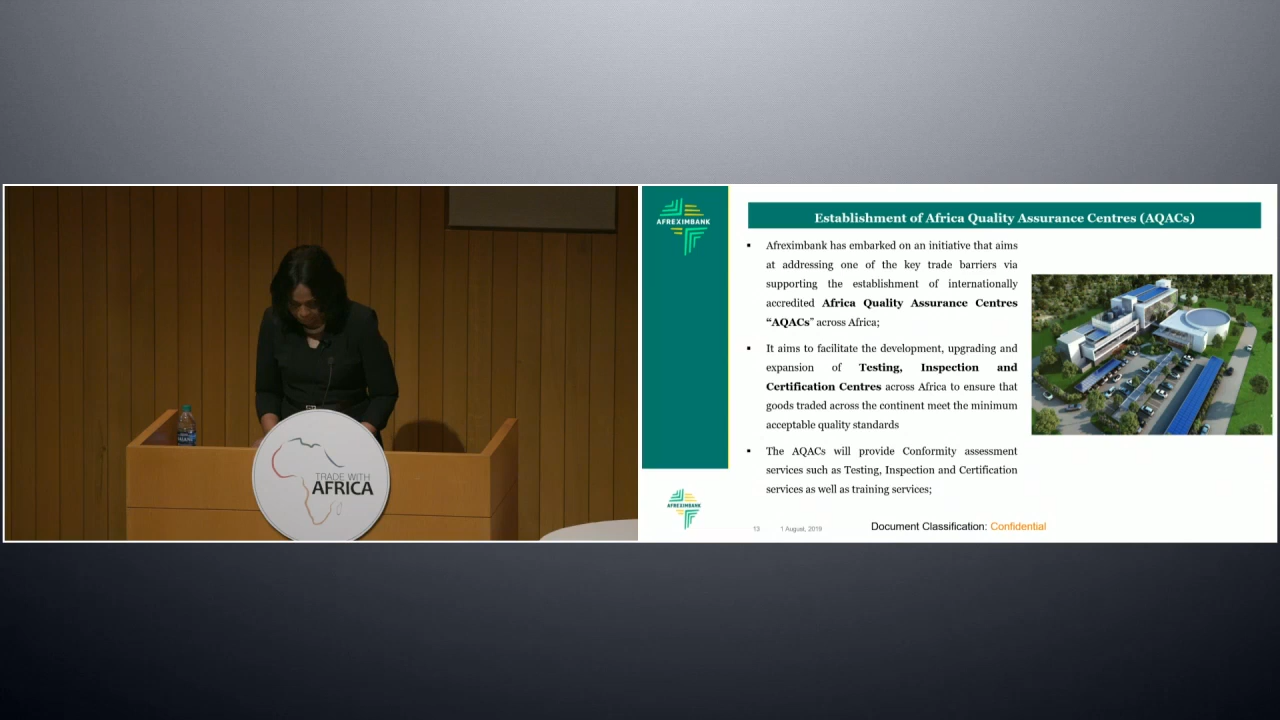 TRADE WITH
AFRICA
AFREXIMBANK
Establishment of Africa Quality Assurance Centres (AQACs)
▪ Afreximbank has embarked on an initiative that aims
at addressing one of the key trade barriers via
supporting the establishment of internationally
accredited Africa Quality Assurance Centres
“AQACs” across Africa;
▪ It aims to facilitate the development, upgrading and
expansion of Testing, Inspection and
Certification Centres across Africa to ensure that
goods traded across the continent meet the minimum
acceptable quality standards
▪ The AQACs will provide Conformity assessment
services such as Testing, Inspection and Certification
services as well as training services;
AFREXIMBANK
13 1 August, 2019
Document Classification: Confidential